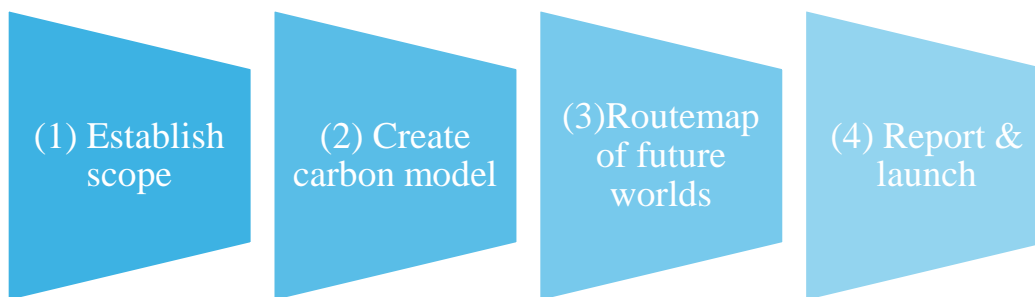 (1) Establish
scope
(2) Create
carbon model
(3)Routemap
of future
worlds
(4) Report &
launch